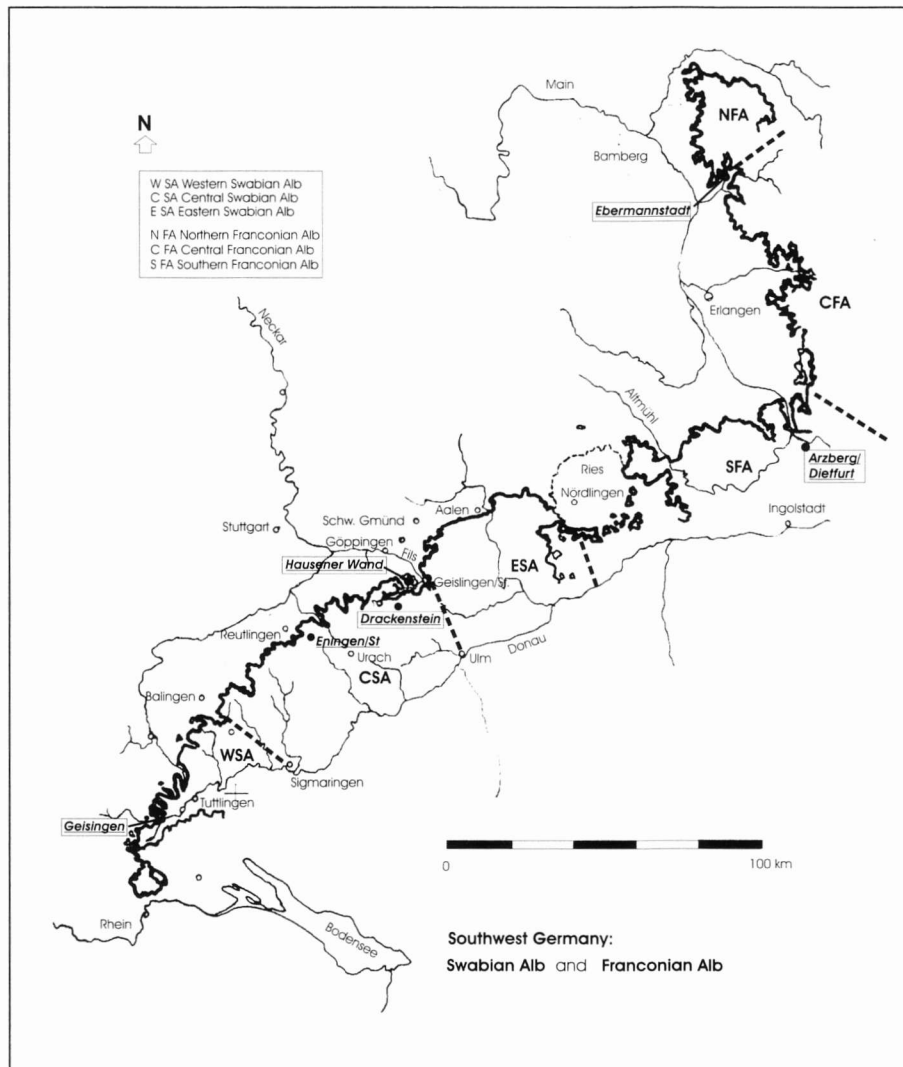 Main
NFA
N
Bamberg
W SA Western Swabian Alb
C SA Central Swabian Alb
E SA Eastern Swabian Alb
N FA Northern Franconian Alb
C FA Central Franconian Alb
S FA Southern Franconian Alb
Ebermannstadt
Neckar
Erlangen
CFA
Altmühl
SFA
Arzberg/
Dietfurt
Ries
Nördlingen
Ingolstadt
Aalen
Schw. Gmünd
Stuttgart
Göppingen
Fils
Hausener Wand
ESA
Geislingen/St.
Drackenstein
Reutlingen
Eningen/St
Donau
Urach
Ulm
CSA
Balingen
WSA
Sigmaringen
Tuttlingen
Geisingen
0
100 km
Rhein
Bodensee
Southwest Germany:
Swabian Alb and Franconian Alb